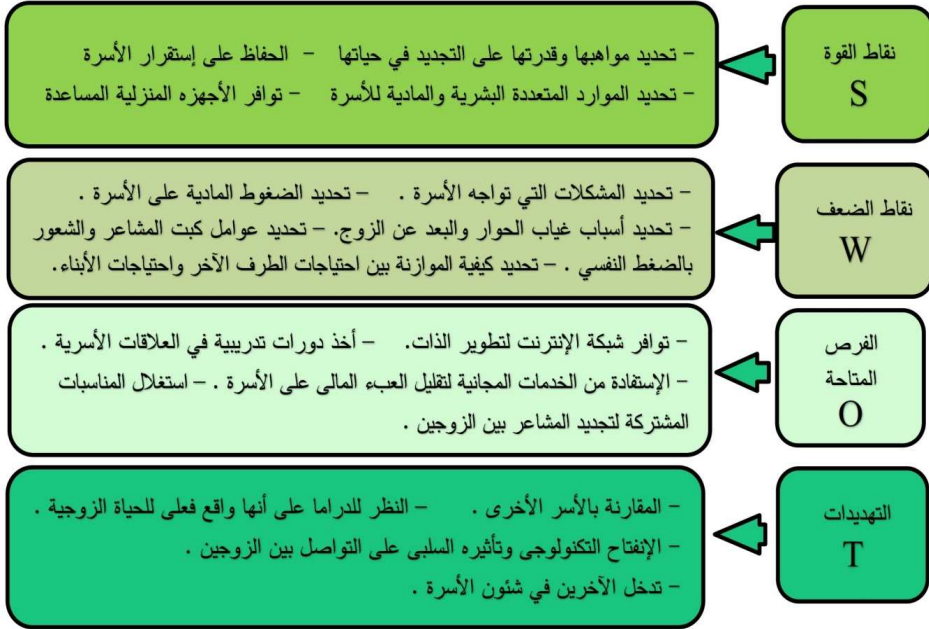 نقاط القوة
S
– تحديد مواهبها وقدرتها على التجديد في حياتها – الحفاظ على إستقرار الأسرة
– تحديد الموارد المتعددة البشرية والمادية للأسرة – توافر الأجهزه المنزلية المساعدة
نقاط الضعف
W
– تحديد المشكلات التي تواجه الأسرة . – تحديد الضغوط المادية على الأسرة .
– تحديد أسباب غياب الحوار والبعد عن الزوج. – تحديد عوامل كبت المشاعر والشعور
بالضغط النفسي . – تحديد كيفية الموازنة بين احتياجات الطرف الآخر واحتياجات الأبناء.
الفرص
المتاحة
O
– توافر شبكة الإنترنت لتطوير الذات. – أخذ دورات تدريبية في العلاقات الأسرية .
– الإستفادة من الخدمات المجانية لتقليل العبء المالى على الأسرة . – استغلال المناسبات
المشتركة لتجديد المشاعر بين الزوجين .
التهديدات
T
– المقارنة بالأسر الأخرى . – النظر للدراما على أنها واقع فعلى للحياة الزوجية .
– الإنفتاح التكنولوجى وتأثيره السلبى على التواصل بين الزوجين .
– تدخل الآخرين في شئون الأسرة .